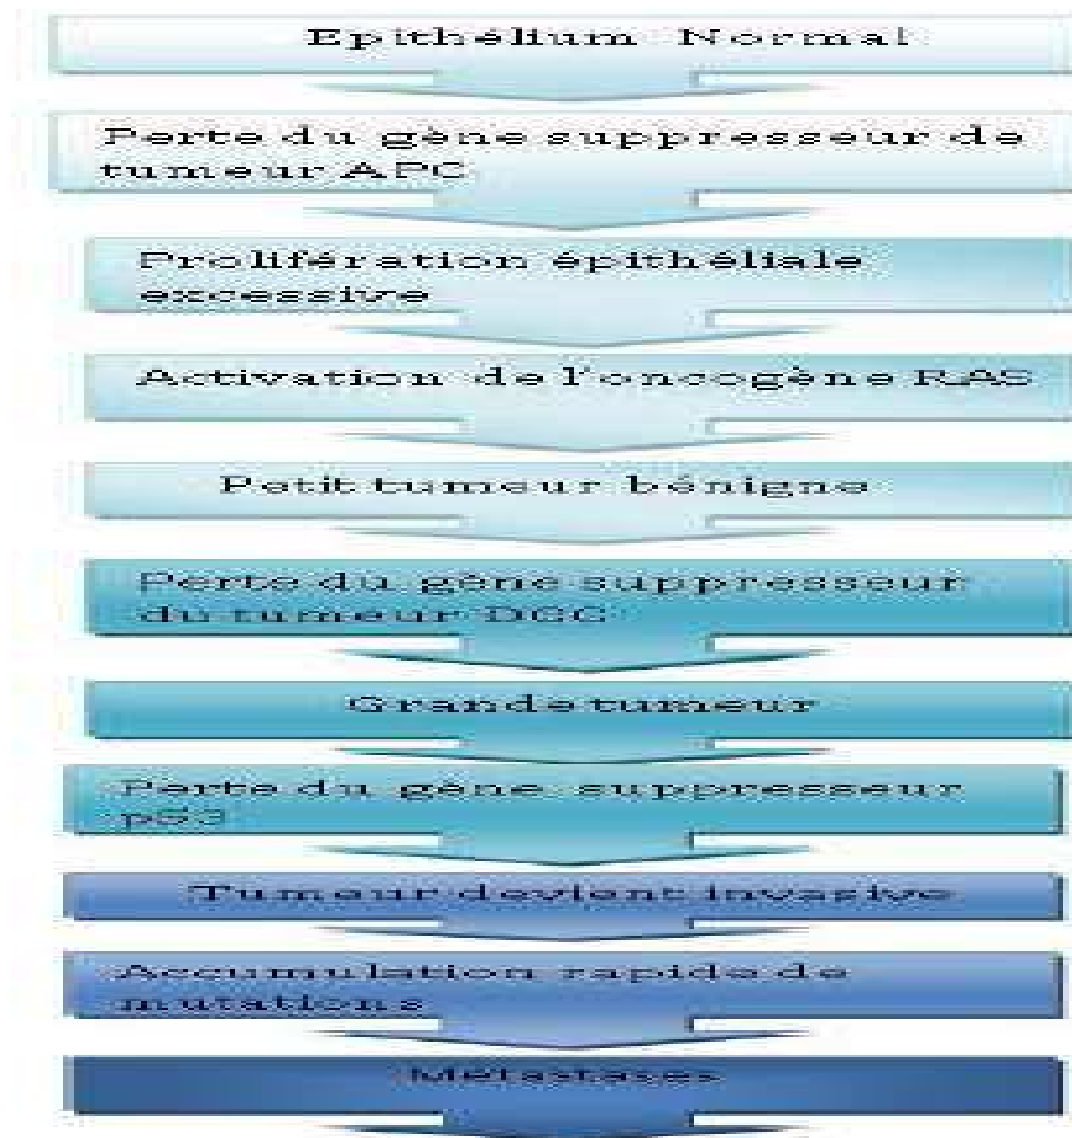 Epithélium Normal
Perte du gène suppresseur de
tumeur APC
Prolifération épithéliale
excessive
Activation de l'oncogène RAS
Petit tumeur bénigne
Perte du gène suppresseur
du tumeur DCC
Grande tumeur
Perte du gène suppresseur
p53
Tumeur devient invasive
Accumulation rapide de
mutations
Métastases